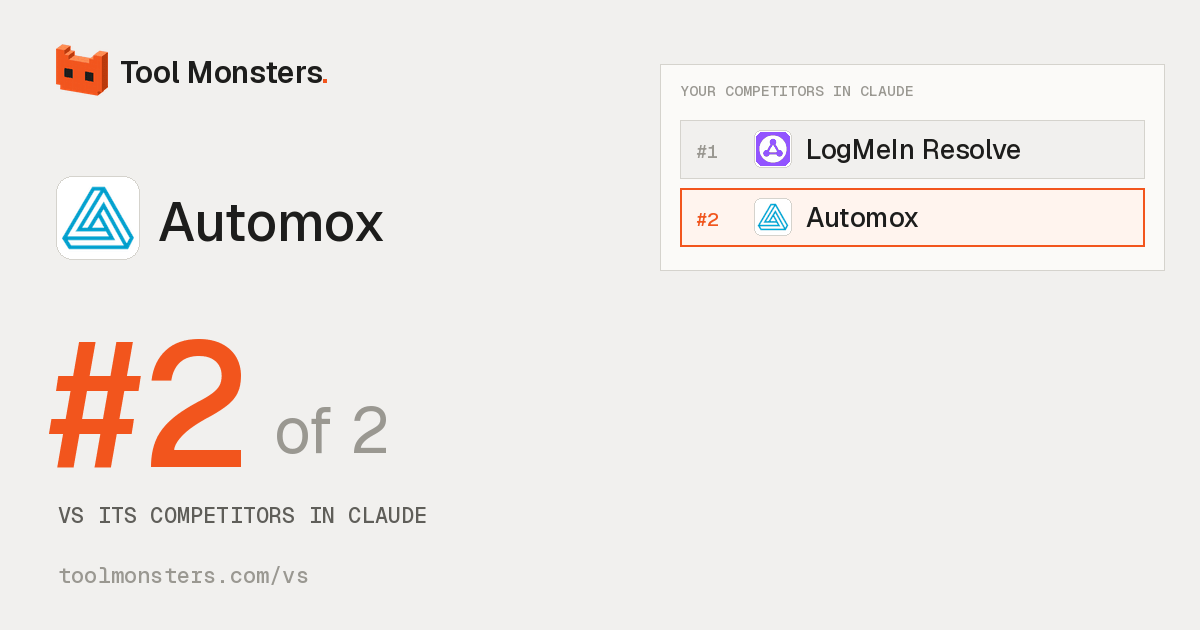 Tool Monsters.
Automox
#2 of 2
VS ITS COMPETITORS IN CLAUDE
toolmonsters.com/vs
YOUR COMPETITORS IN CLAUDE
#1 LogMeIn Resolve
#2 Automox